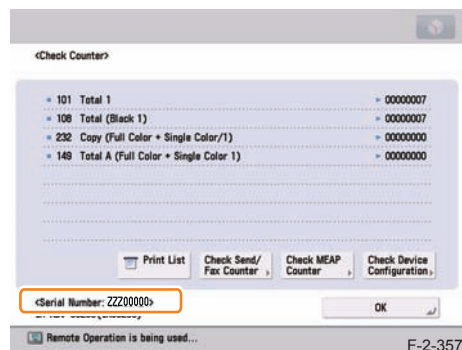 <Check Counter>
101 Total 1 00000007
108 Total (Black 1) 00000007
232 Copy (Full Color + Single Color/1) 00000000
149 Total A (Full Color + Single Color 1) 00000000
Print List
Check Send/
Fax Counter
Check MEAP
Counter
Check Device
Configuration
<Serial Number: ZZZ00000>
OK
Remote Operation is being used...
F-2-357